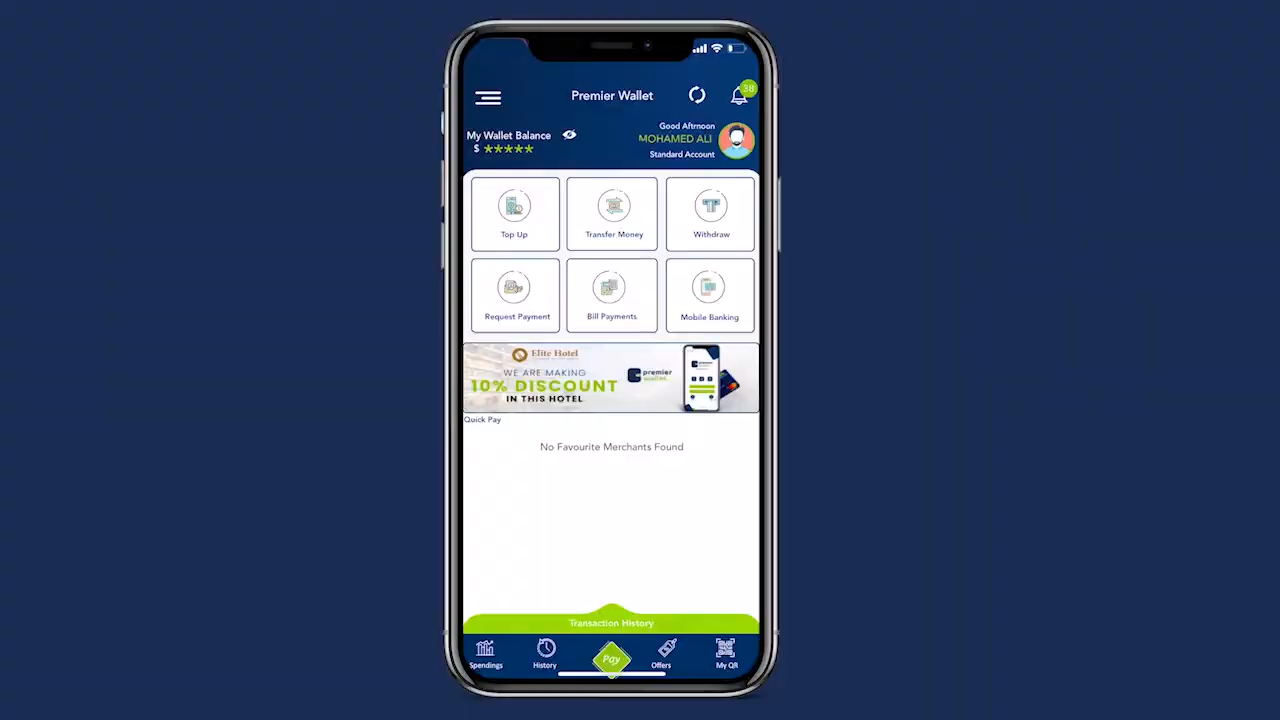 Premier Wallet
38
My Wallet Balance
$ *****
Good Aftrnoon
MOHAMED ALI
Standard Account
Top Up
Transfer Money
Withdraw
Request Payment
Bill Payments
Mobile Banking
Elite Hotel
WE ARE MAKING
10% DISCOUNT
IN THIS HOTEL
premier
wallet
Quick Pay
No Favourite Merchants Found
Transaction History
Spendings
History
Pay
Offers
My QR